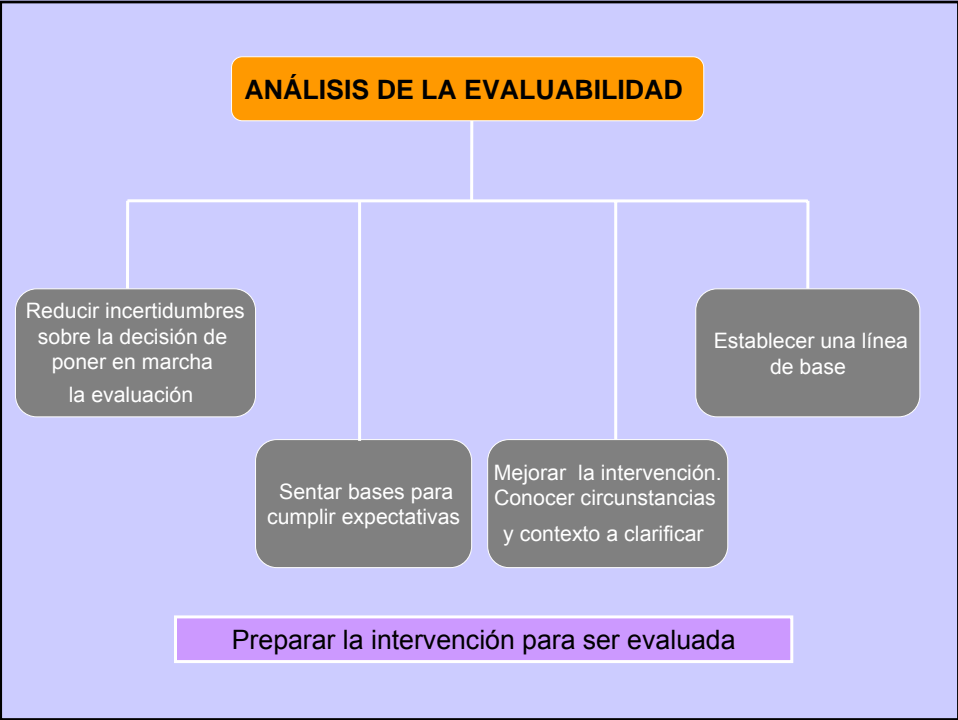 ANÁLISIS DE LA EVALUABILIDAD
Reducir incertidumbres
sobre la decisión de
poner en marcha
la evaluación
Sentar bases para
cumplir expectativas
Mejorar la intervención.
Conocer circunstancias
y contexto a clarificar
Establecer una línea
de base
Preparar la intervención para ser evaluada